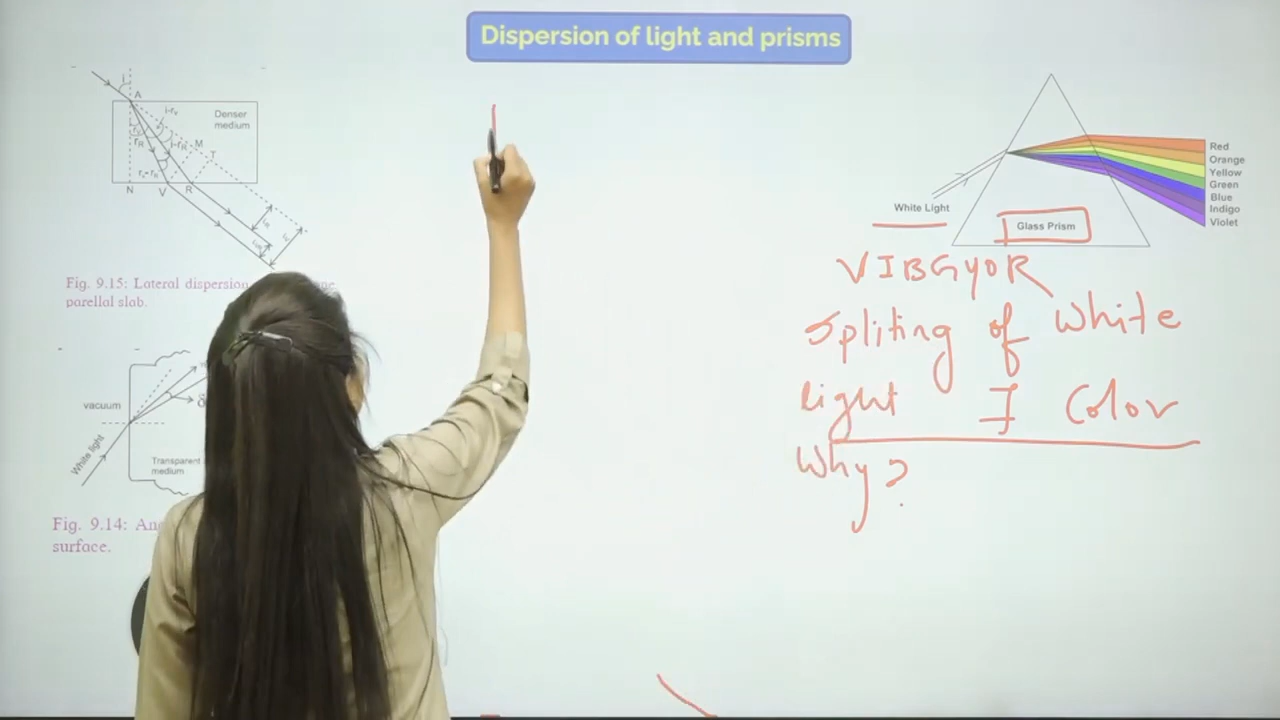 Dispersion of light and prisms
i
A
i-rv
Denser
medium
rR
M
T
N
V
R
Fig. 9.15: Lateral dispersion
parellal slab.
vacuum
δ
White light
Transparent
medium
Fig. 9.14:
surface.
White Light
Glass Prism
Red
Orange
Yellow
Green
Blue
Indigo
Violet
VIBGYOR
Spliting of White
light I Color
Why?